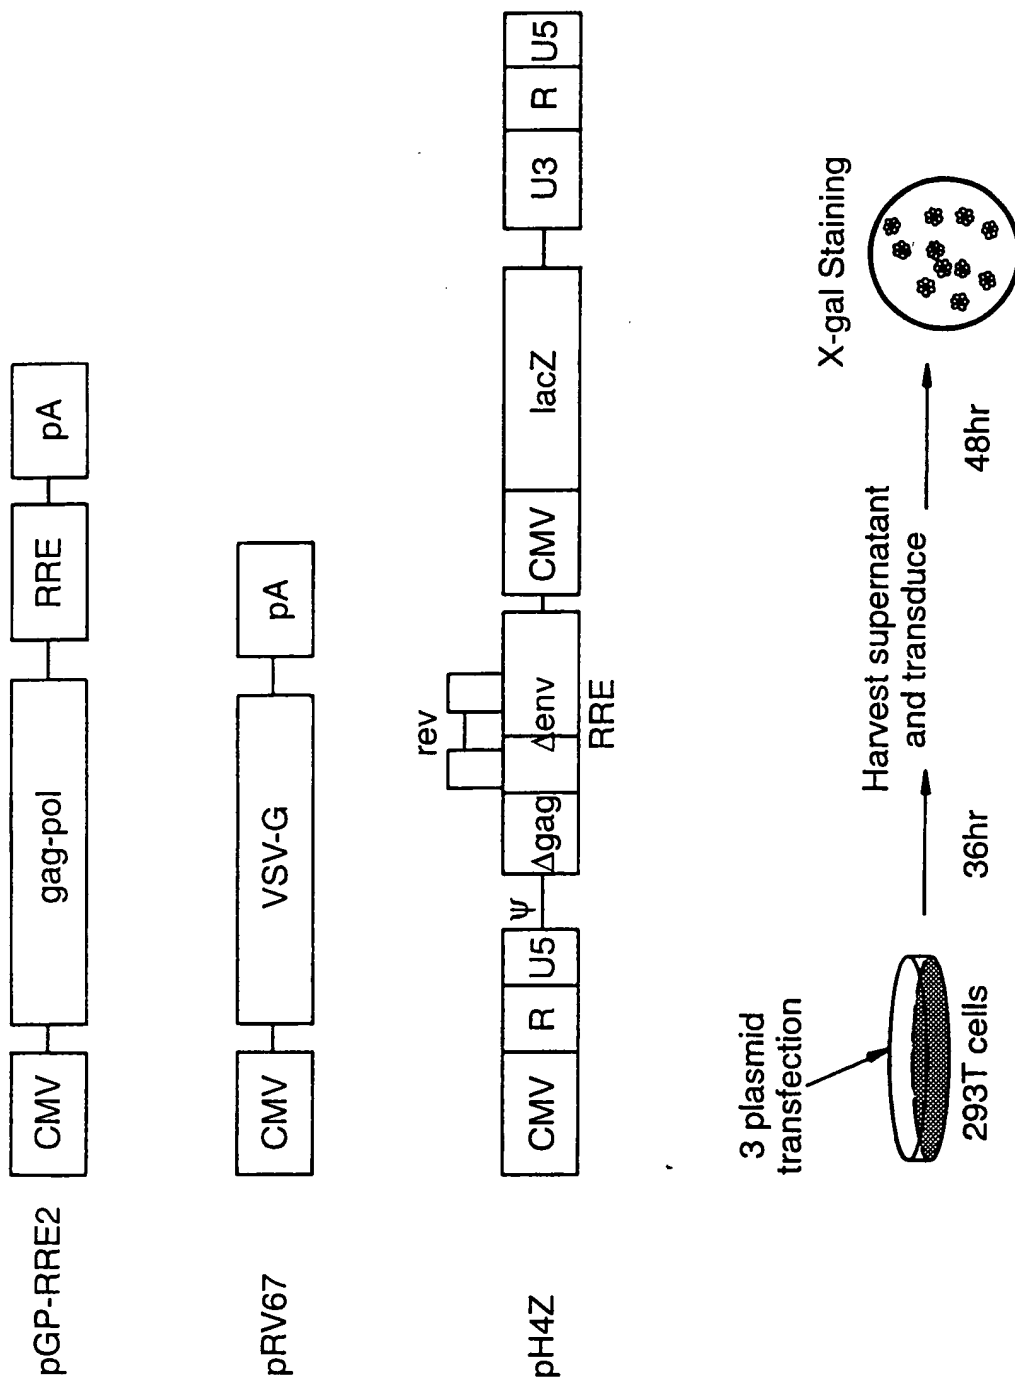 pGP-RRE2
CMV
gag-pol
RRE
pA
pRV67
CMV
VSV-G
pA
pH4Z
CMV
R
U5
Ψ
Δgag
rev
Δenv
RRE
CMV
lacZ
U3
R
U5
3 plasmid
transfection
293T cells
36hr
Harvest supernatant
and transduce
48hr
X-gal Staining